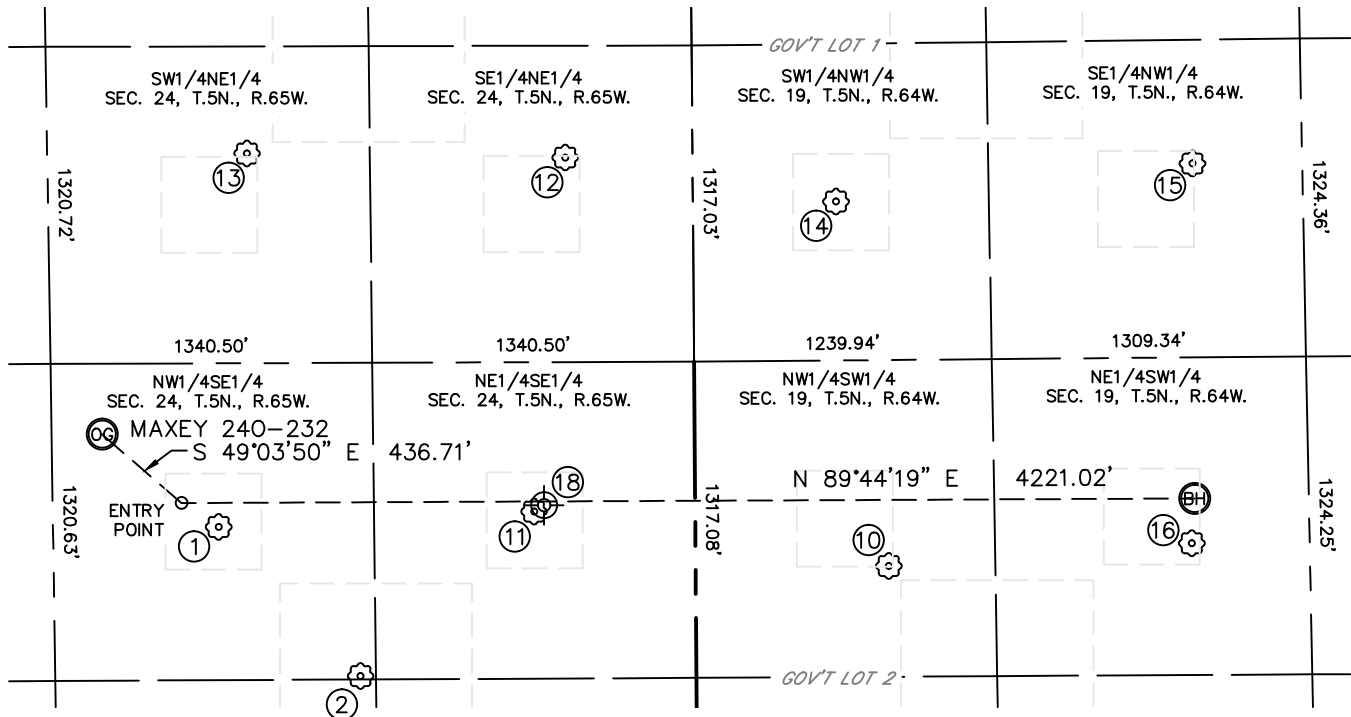 GOV'T LOT 1
SW1/4NE1/4
SEC. 24, T.5N., R.65W.
SE1/4NE1/4
SEC. 24, T.5N., R.65W.
SW1/4NW1/4
SEC. 19, T.5N., R.64W.
SE1/4NW1/4
SEC. 19, T.5N., R.64W.
13
12
14
15
1320.72'
1317.03'
1324.36'
1340.50'
1340.50'
1239.94'
1309.34'
NW1/4SE1/4
SEC. 24, T.5N., R.65W.
NE1/4SE1/4
SEC. 24, T.5N., R.65W.
NW1/4SW1/4
SEC. 19, T.5N., R.64W.
NE1/4SW1/4
SEC. 19, T.5N., R.64W.
OG
MAXEY 24O-232
S 49°03'50" E 436.71'
18
N 89°44'19" E 4221.02'
BH
ENTRY
POINT
1
11
10
16
1320.63'
1317.08'
1324.25'
GOV'T LOT 2
2